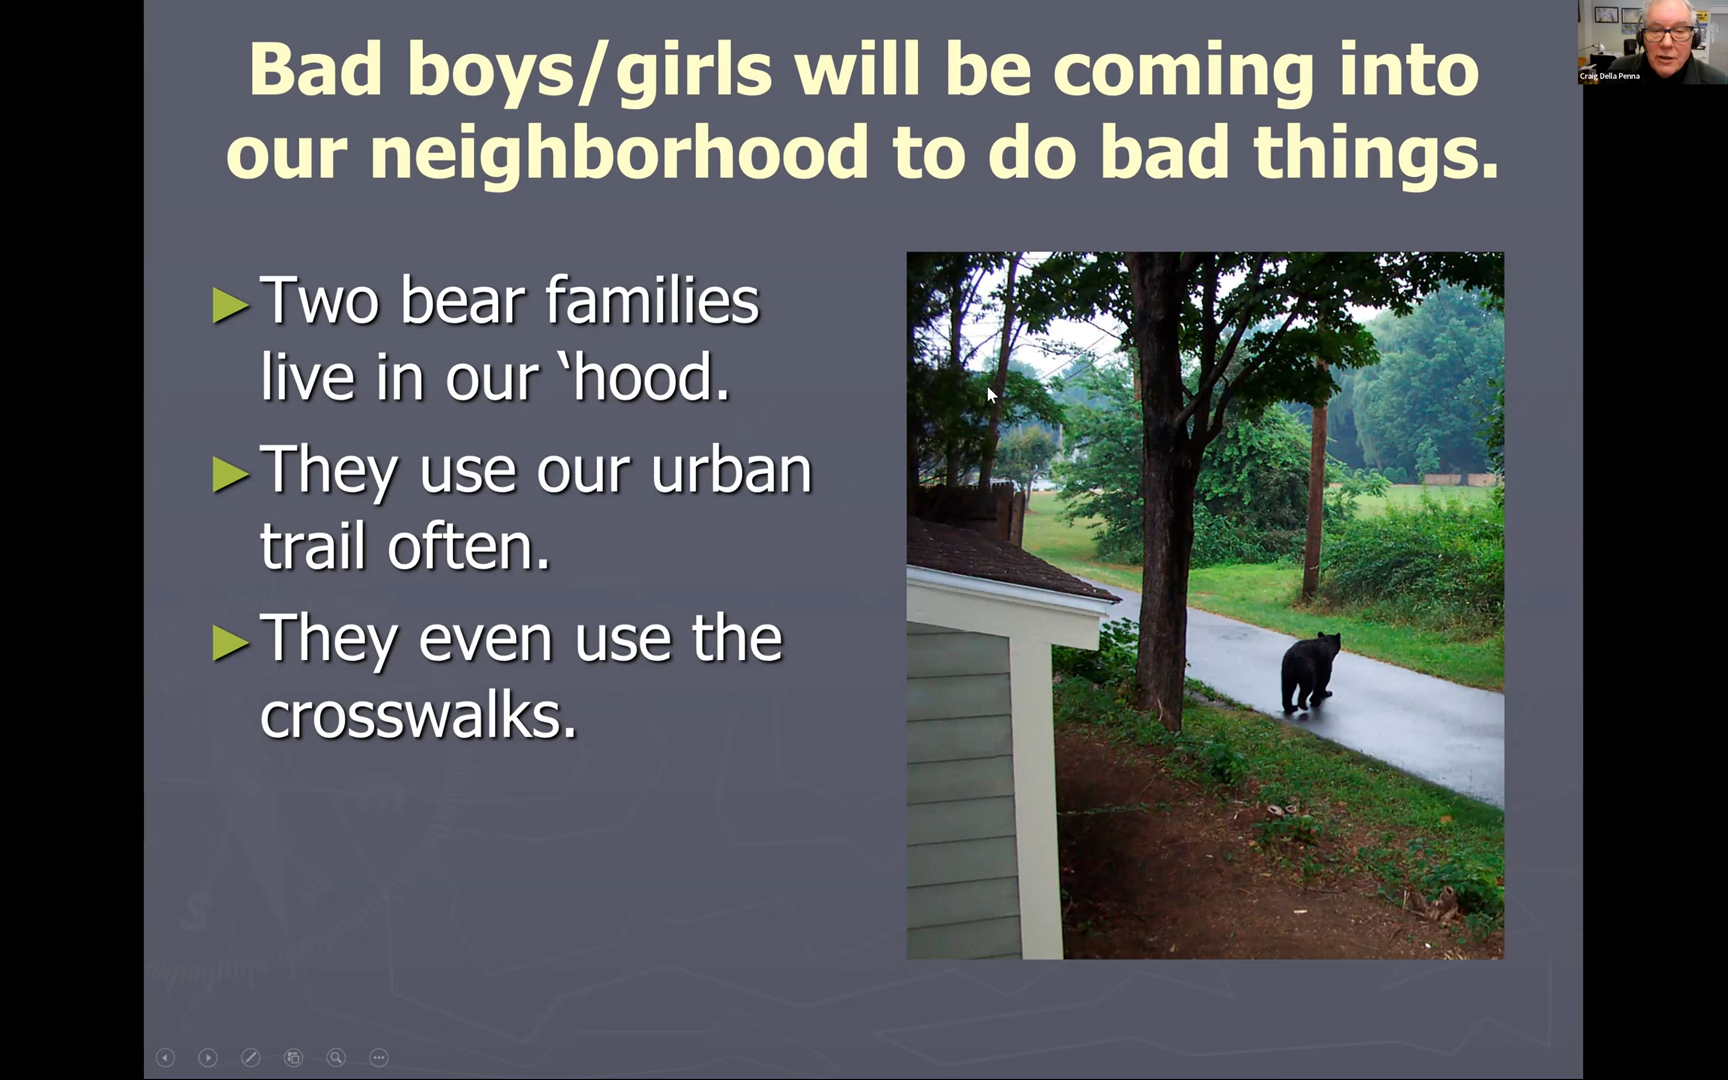 Bad boys/girls will be coming into
our neighborhood to do bad things.
Two bear families
live in our ‘hood.
They use our urban
trail often.
They even use the
crosswalks.
Craig Della Penna